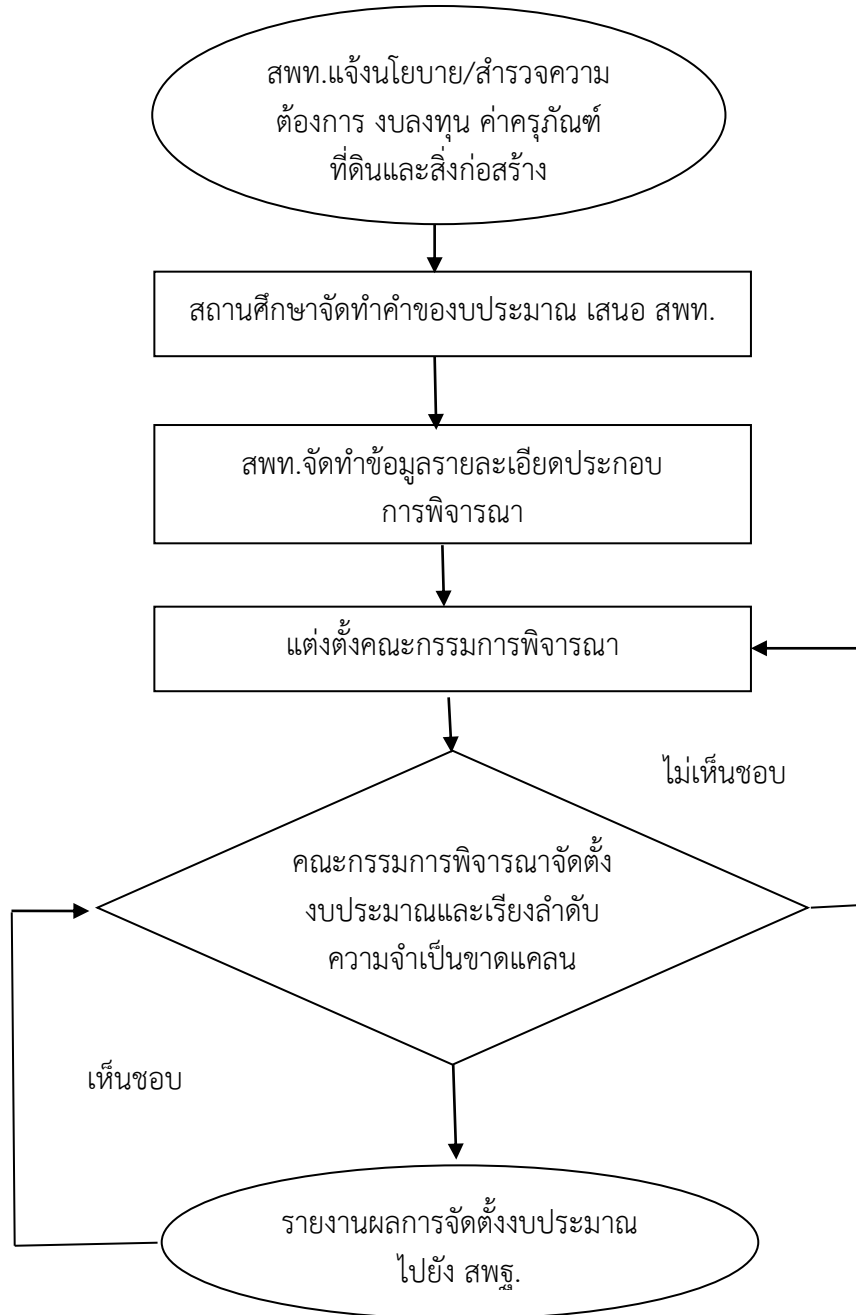 สพท.แจ้งนโยบาย/สำรวจความ
ต้องการ งบลงทุน ค่าครุภัณฑ์
ที่ดินและสิ่งก่อสร้าง
สถานศึกษาจัดทำคำของบประมาณ เสนอ สพท.
สพท.จัดทำข้อมูลรายละเอียดประกอบ
การพิจารณา
แต่งตั้งคณะกรรมการพิจารณา
ไม่เห็นชอบ
คณะกรรมการพิจารณาจัดตั้ง
งบประมาณและเรียงลำดับ
ความจำเป็นขาดแคลน
เห็นชอบ
รายงานผลการจัดตั้งงบประมาณ
ไปยัง สพฐ.